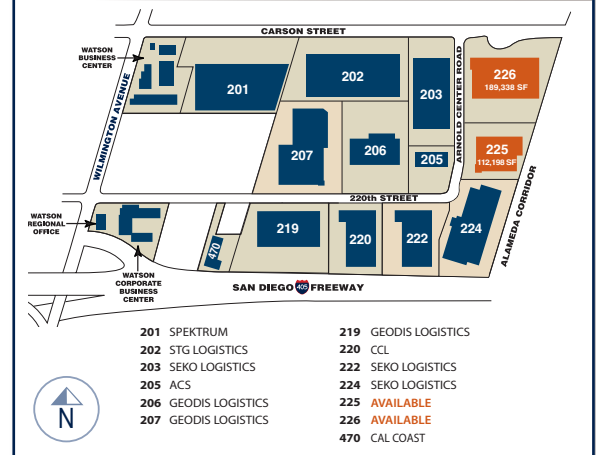 CARSON STREET
WATSON
BUSINESS
CENTER
WILMINGTON AVENUE
201
202
203
ARNOLD CENTER ROAD
226
189,338 SF
207
206
205
225
112,198 SF
220th STREET
ALAMEDA CORRIDOR
WATSON
REGIONAL
OFFICE
WATSON
CORPORATE
BUSINESS
CENTER
470
219
220
222
224
SAN DIEGO 405 FREEWAY
201 SPEKTRUM
202 STG LOGISTICS
203 SEKO LOGISTICS
205 ACS
206 GEODIS LOGISTICS
207 GEODIS LOGISTICS
219 GEODIS LOGISTICS
220 CCL
222 SEKO LOGISTICS
224 SEKO LOGISTICS
225 AVAILABLE
226 AVAILABLE
470 CAL COAST
N